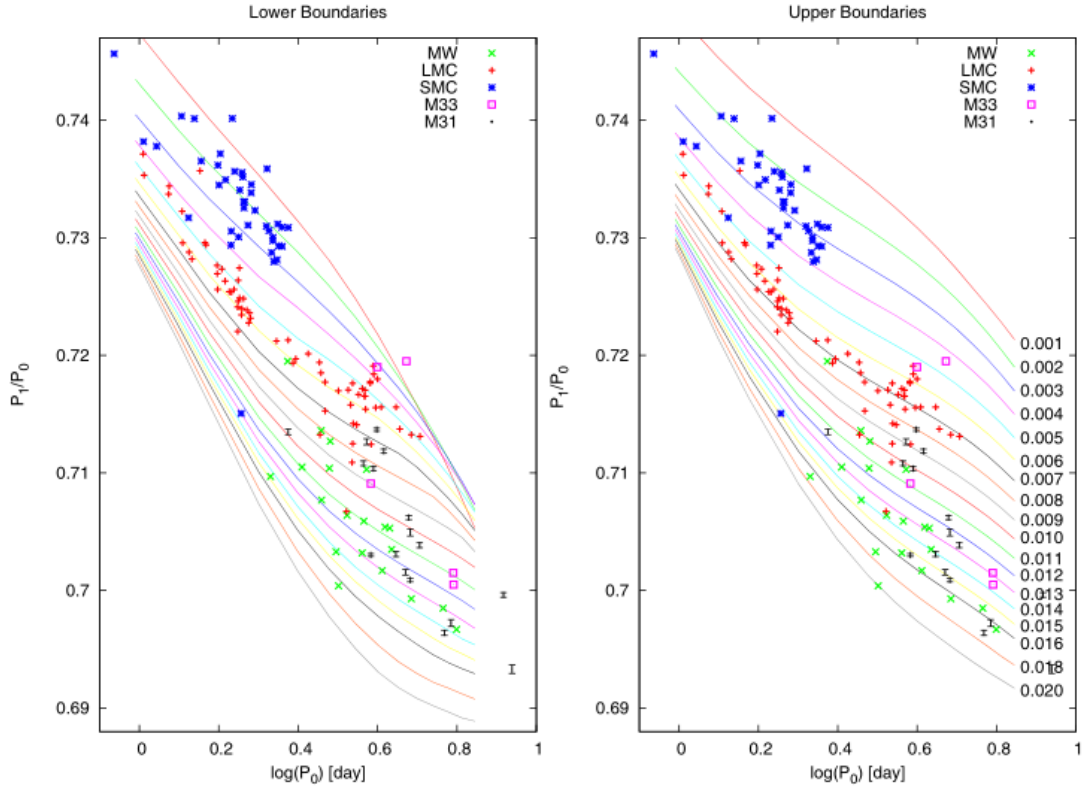 Lower Boundaries
MW
LMC
SMC
M33
M31
0.74
0.73
0.72
0.71
0.7
0.69
P1/P0
0 0.2 0.4 0.6 0.8 1
log(P0) [day]
Upper Boundaries
MW
LMC
SMC
M33
M31
0.74
0.73
0.72
0.71
0.7
0.69
P1/P0
0.001
0.002
0.003
0.004
0.005
0.006
0.007
0.008
0.009
0.010
0.011
0.012
0.013
0.014
0.015
0.016
0.018
0.020
0 0.2 0.4 0.6 0.8 1
log(P0) [day]